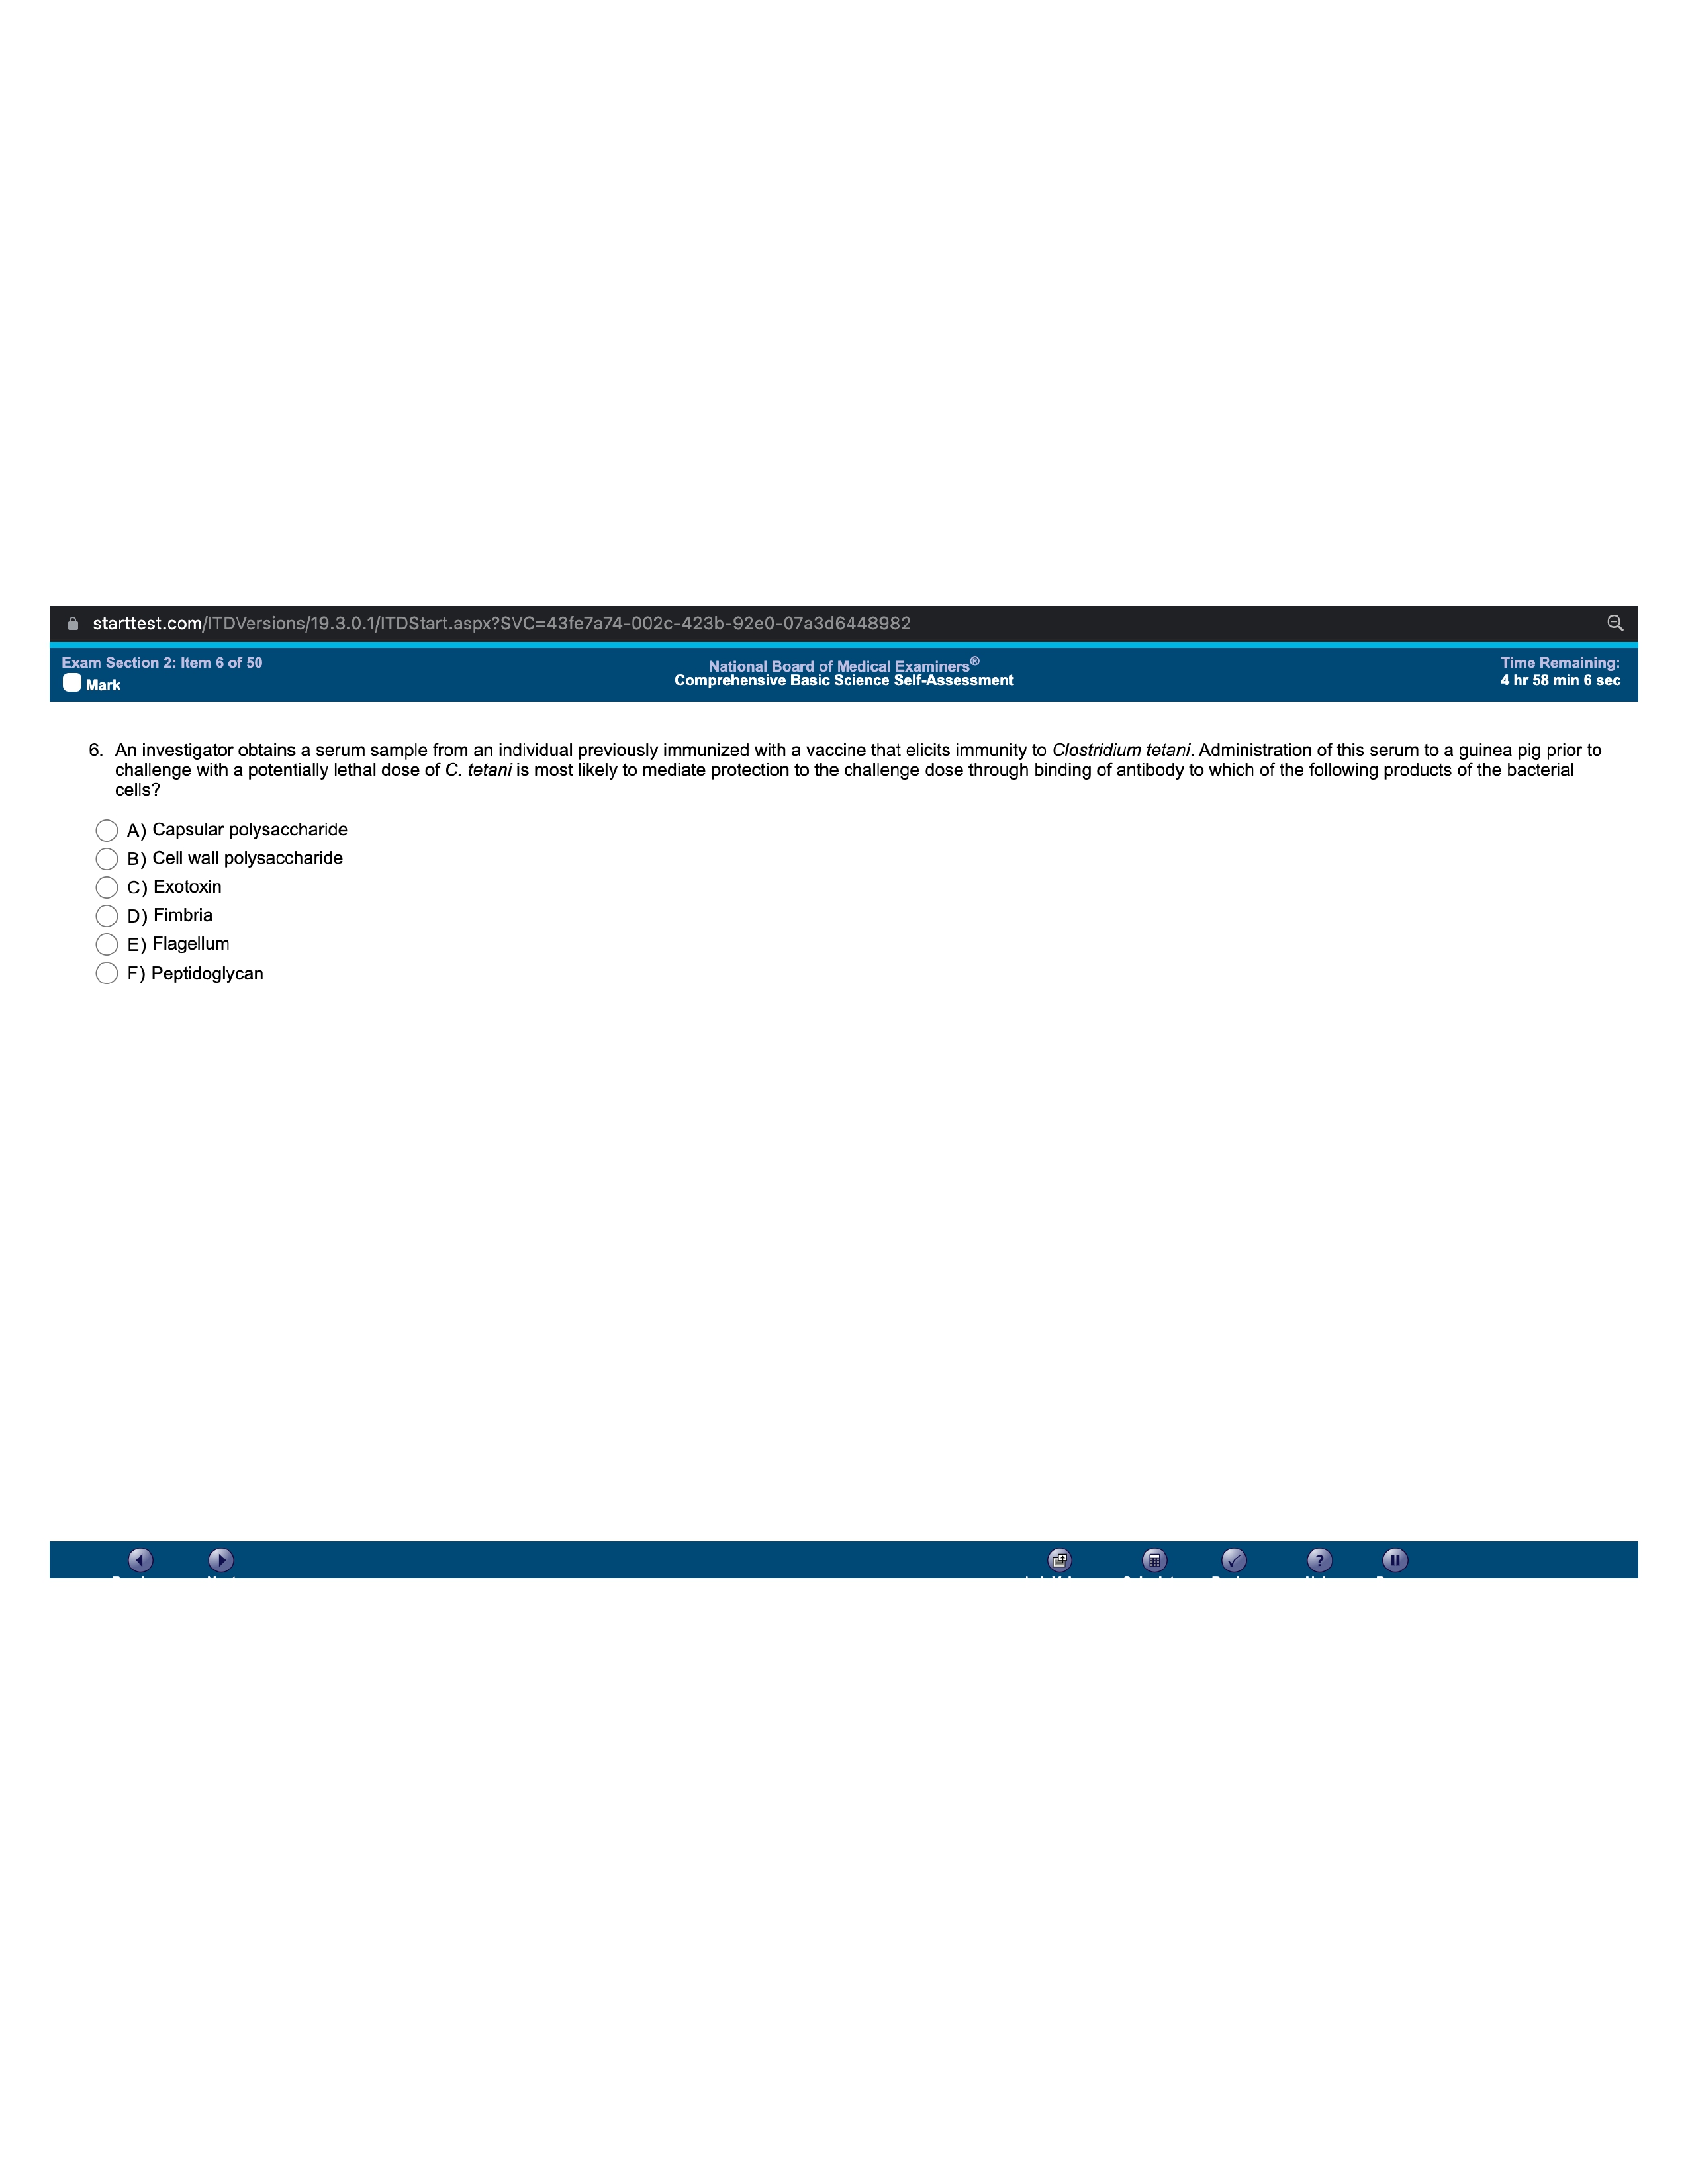 starttest.com/ITDVersions/19.3.0.1/ITDStart.aspx?SVC=43fe7a74-002c-423b-92e0-07a3d6448982
Exam Section 2: Item 6 of 50
Mark
National Board of Medical Examiners®
Comprehensive Basic Science Self-Assessment
Time Remaining:
4 hr 58 min 6 sec
6. An investigator obtains a serum sample from an individual previously immunized with a vaccine that elicits immunity to Clostridium tetani. Administration of this serum to a guinea pig prior to
challenge with a potentially lethal dose of C. tetani is most likely to mediate protection to the challenge dose through binding of antibody to which of the following products of the bacterial
cells?
A) Capsular polysaccharide
B) Cell wall polysaccharide
C) Exotoxin
D) Fimbria
E) Flagellum
F) Peptidoglycan